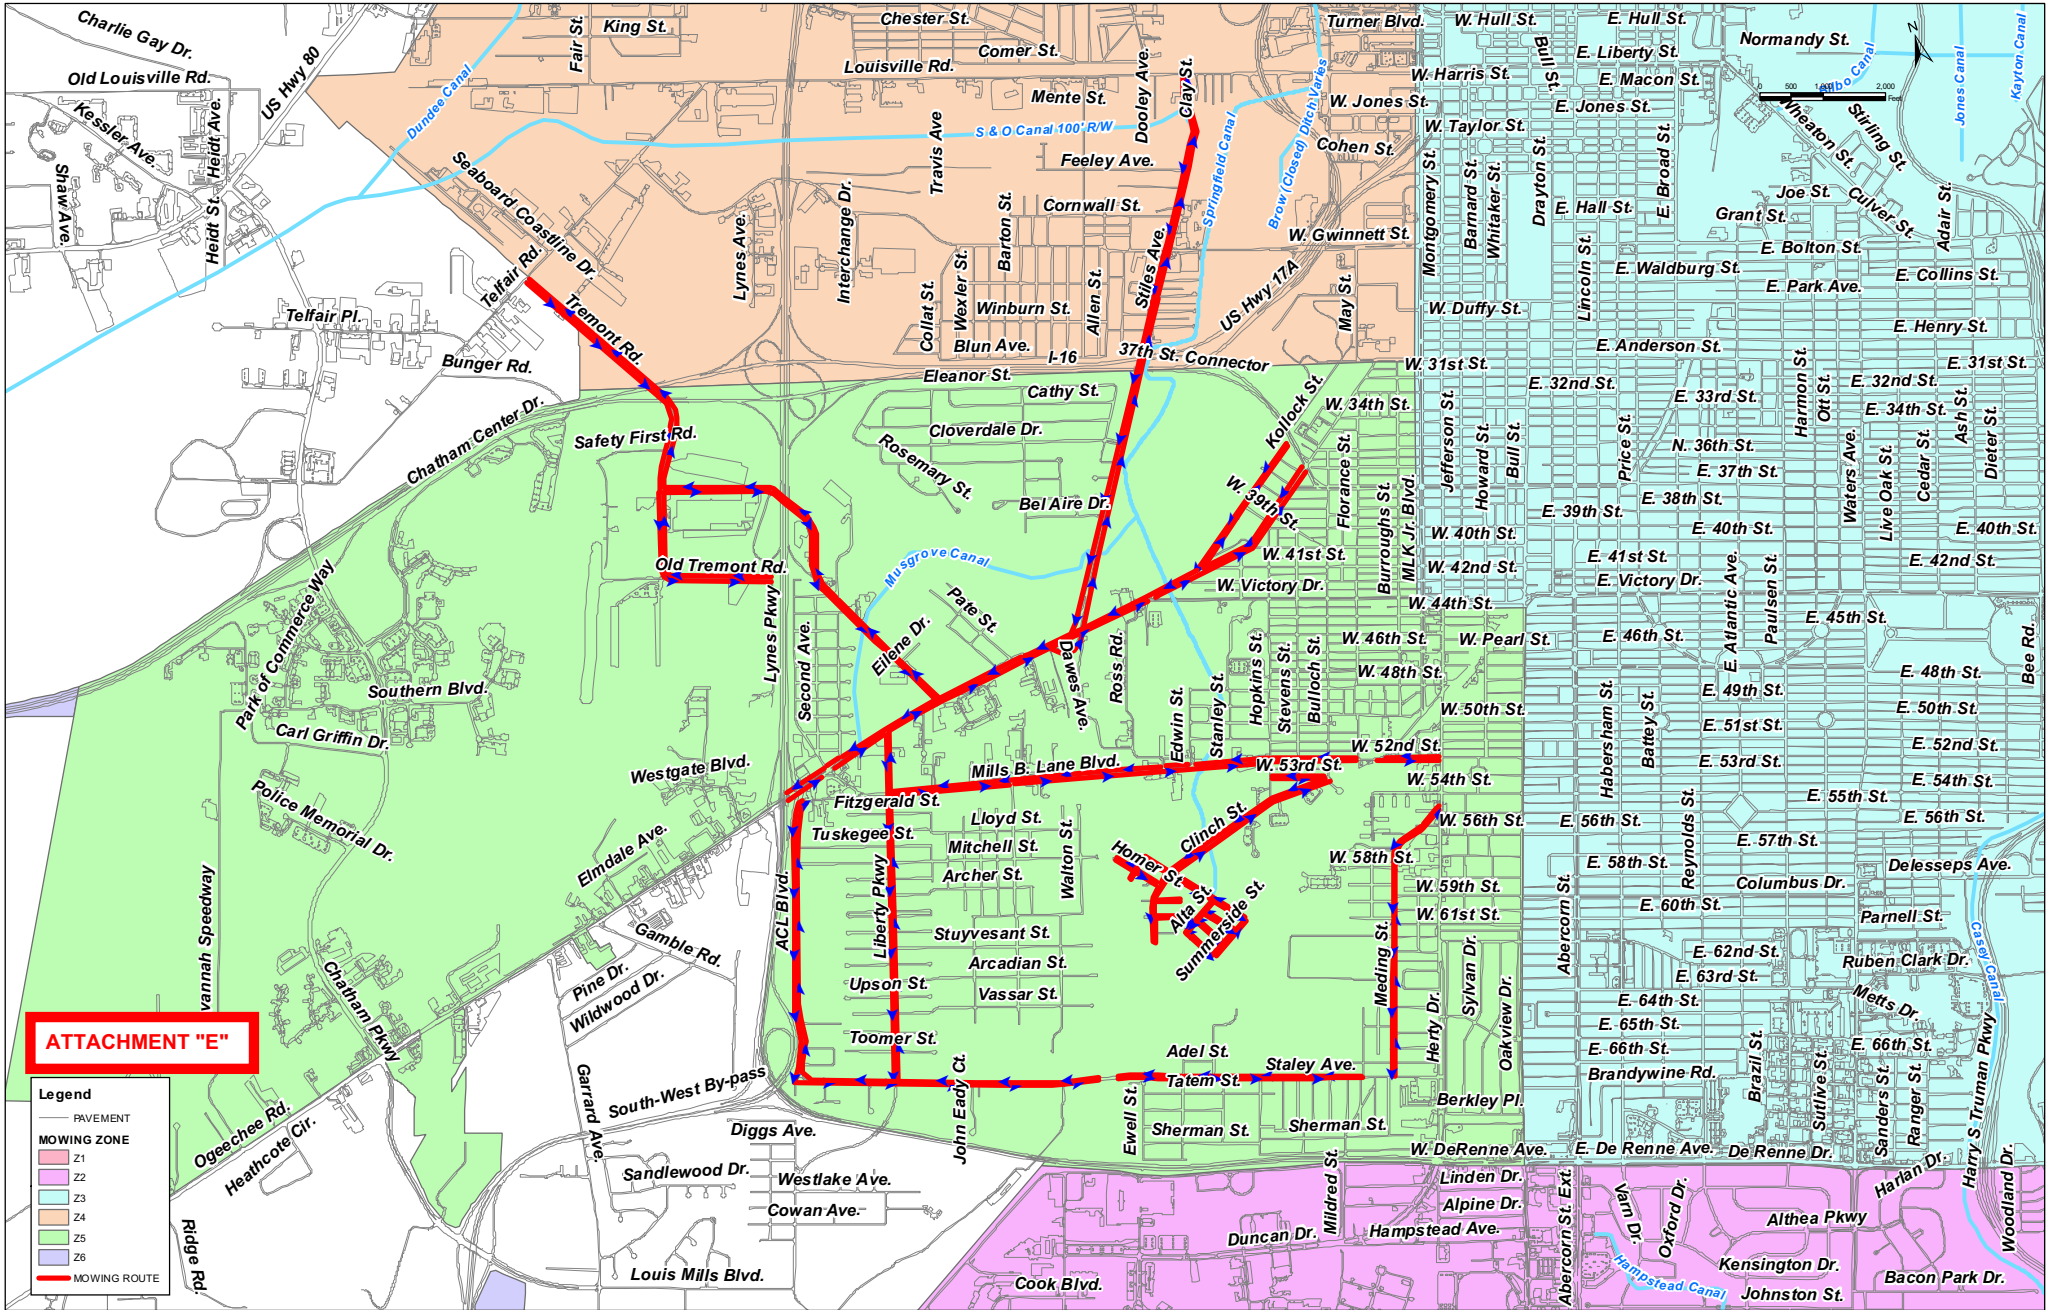 Charlie Gay Dr.
Old Louisville Rd.
US Hwy 80
Kessler Ave.
Heidt Ave.
Shaw Ave.
Heidt St.
Dundee Canal
Fair St.
King St.
Chester St.
Comer St.
Louisville Rd.
Mente St.
Dooley Ave.
Clay St.
Turner Blvd.
W. Hull St.
E. Hull St.
Bull St.
E. Liberty St.
Normandy St.
N
W. Harris St.
E. Macon St.
Bilbo Canal
Jones Canal
Kayton Canal
0 500 1,000 2,000
Feet
W. Jones St.
E. Jones St.
Wheaton St.
Stirling St.
W. Taylor St.
S & O Canal 100' R/W
Springfield Canal
Brow (Closed) Ditch Varies
Travis Ave
Feeley Ave.
Cohen St.
Montgomery St.
Barnard St.
Whitaker St.
Drayton St.
E. Broad St.
Seaboard Coastline Dr.
Telfair Rd.
Tremont Rd.
Lynes Ave.
Interchange Dr.
Barton St.
Cornwall St.
Wexler St.
Collat St.
Winburn St.
Allen St.
Stiles Ave.
Blun Ave.
W. Gwinnett St.
US Hwy 17A
May St.
E. Hall St.
Joe St.
Grant St.
Culver St.
Adair St.
E. Bolton St.
Lincoln St.
E. Waldburg St.
E. Collins St.
E. Park Ave.
W. Duffy St.
E. Henry St.
E. Anderson St.
Telfair Pl.
Bunger Rd.
I-16
37th St. Connector
W. 31st St.
E. 31st St.
Eleanor St.
Cathy St.
Kollock St.
E. 32nd St.
E. 32nd St.
Harmon St.
Ott St.
Chatham Center Dr.
Safety First Rd.
Cloverdale Dr.
Rosemary St.
W. 34th St.
E. 33rd St.
E. 34th St.
Ash St.
Dieter St.
Jefferson St.
Howard St.
Bull St.
Price St.
N. 36th St.
E. 37th St.
Waters Ave.
Live Oak St.
Cedar St.
Bel Aire Dr.
W. 39th St.
Florance St.
Burroughs St.
MLK Jr. Blvd.
E. 38th St.
E. 39th St.
E. 40th St.
E. 40th St.
W. 40th St.
W. 41st St.
E. 41st St.
E. 42nd St.
Musgrove Canal
Old Tremont Rd.
W. Victory Dr.
W. 42nd St.
E. Victory Dr.
E. Atlantic Ave.
Paulsen St.
Park of Commerce Way
Pate St.
W. 44th St.
E. 45th St.
Eilene Dr.
Second Ave.
Lynes Pkwy
Dawes Ave.
Ross Rd.
Hopkins St.
Stevens St.
Bulloch St.
W. 46th St.
W. Pearl St.
E. 46th St.
Bee Rd.
W. 48th St.
E. 48th St.
Southern Blvd.
Carl Griffin Dr.
Edwin St.
Stanley St.
W. 50th St.
Habersham St.
Battey St.
E. 49th St.
E. 50th St.
E. 51st St.
W. 52nd St.
E. 52nd St.
Westgate Blvd.
Mills B. Lane Blvd.
W. 53rd St.
E. 53rd St.
W. 54th St.
E. 54th St.
Police Memorial Dr.
Fitzgerald St.
Reynolds St.
E. 55th St.
Tuskegee St.
Lloyd St.
Clinch St.
W. 56th St.
E. 56th St.
E. 56th St.
Elmdale Ave.
Mitchell St.
Walton St.
E. 57th St.
Homer St.
W. 58th St.
E. 58th St.
Delesseps Ave.
Archer St.
W. 59th St.
Columbus Dr.
ACL Blvd.
Liberty Pkwy
Alta St.
Summerside St.
E. 60th St.
W. 61st St.
Parnell St.
Abercorn St.
Casey Canal
vannah Speedway
Gamble Rd.
Stuyvesant St.
Sylvan Dr.
E. 62nd St.
Ruben Clark Dr.
Chatham Pkwy
Pine Dr.
Wildwood Dr.
Arcadian St.
Meding St.
E. 63rd St.
Upson St.
Vassar St.
Herty Dr.
Oakview Dr.
E. 64th St.
Metts Dr.
ATTACHMENT "E"
Toomer St.
E. 65th St.
Harry S Truman Pkwy
Adel St.
Staley Ave.
E. 66th St.
E. 66th St.
Tatem St.
Brandywine Rd.
Brazil St.
Sutlive St.
Sanders St.
Ranger St.
Garrard Ave.
South-West By-pass
John Eady Ct.
Ewell St.
Berkley Pl.
Ogeechee Rd.
Heathcote Cir.
Diggs Ave.
Sherman St.
Sherman St.
W. DeRenne Ave.
E. De Renne Ave.
De Renne Dr.
Sandlewood Dr.
Westlake Ave.
Mildred St.
Linden Dr.
Harlan Dr.
Woodland Dr.
Cowan Ave.
Alpine Dr.
Varn Dr.
Oxford Dr.
Duncan Dr.
Hampstead Ave.
Abercorn St. Ext.
Althea Pkwy
Ridge Rd.
Louis Mills Blvd.
Cook Blvd.
Hampstead Canal
Kensington Dr.
Bacon Park Dr.
Johnston St.
Legend
PAVEMENT
MOWING ZONE
Z1
Z2
Z3
Z4
Z5
Z6
MOWING ROUTE